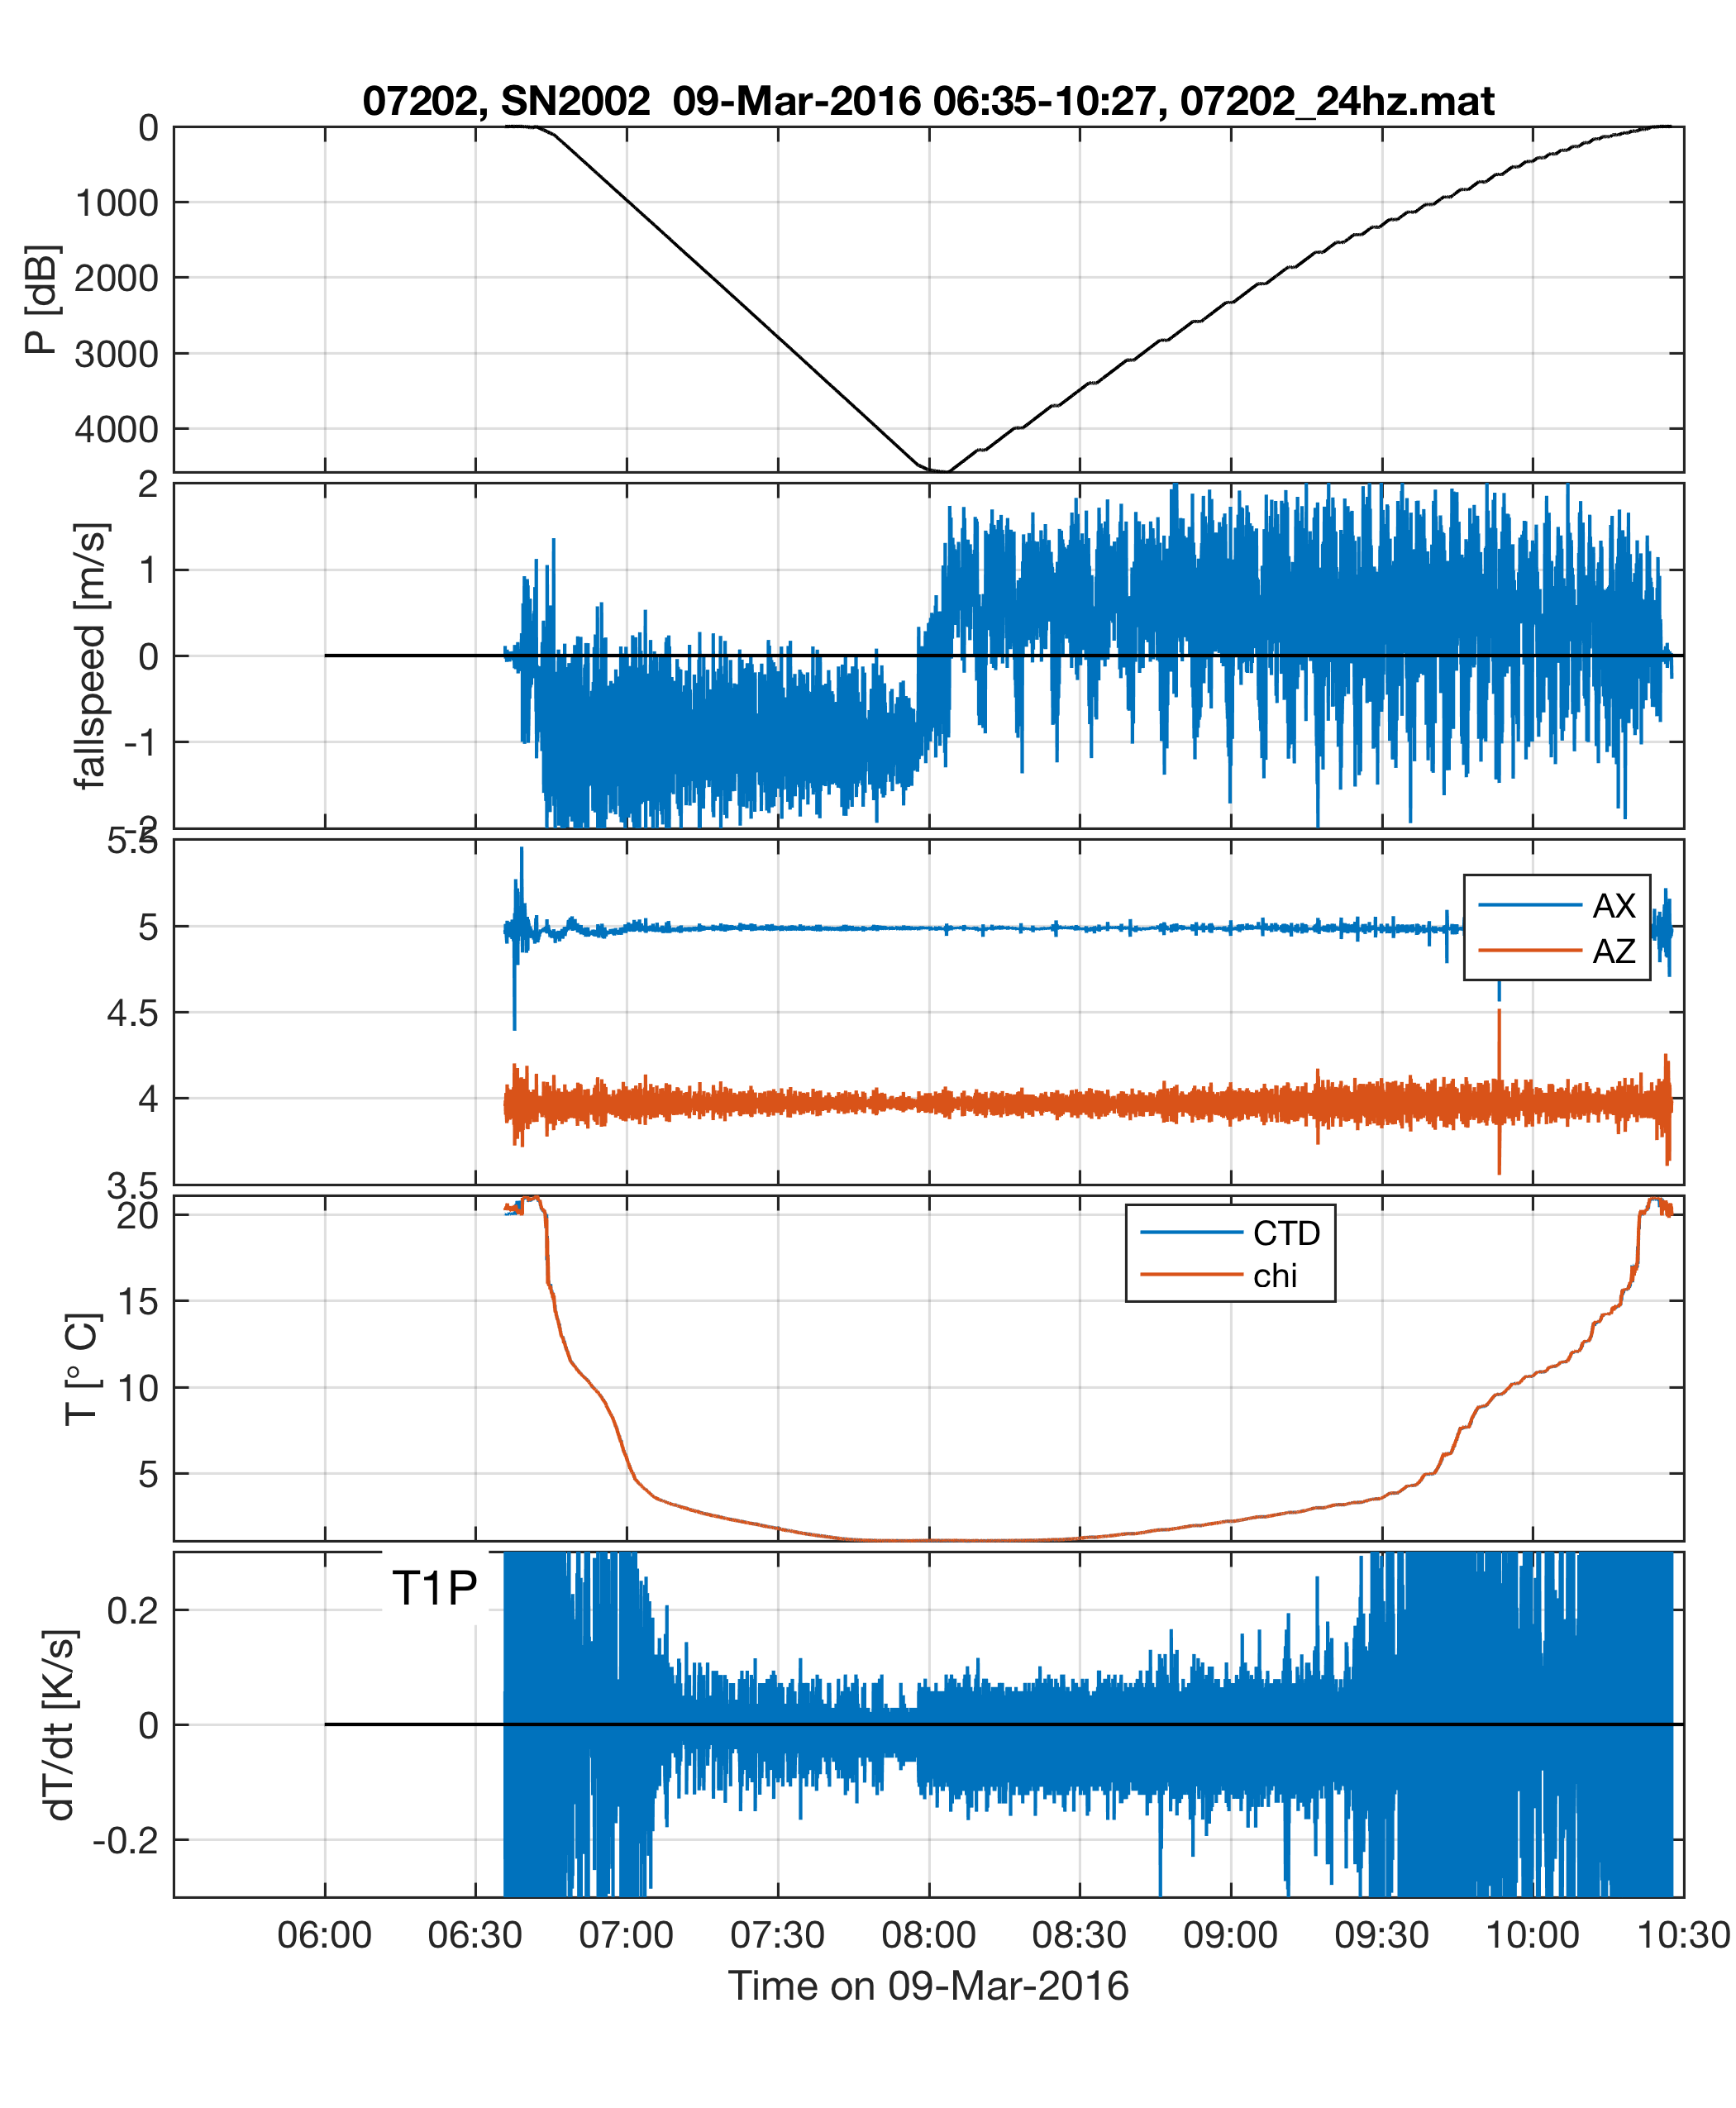 07202, SN2002  09-Mar-2016 06:35-10:27, 07202_24hz.mat
P [dB]
0
1000
2000
3000
4000
fallspeed [m/s]
2
1
0
-1
-2
5.5
5
4.5
4
3.5
AX
AZ
T [° C]
20
15
10
5
CTD
chi
dT/dt [K/s]
0.2
0
-0.2
T1P
06:00 06:30 07:00 07:30 08:00 08:30 09:00 09:30 10:00 10:30
Time on 09-Mar-2016